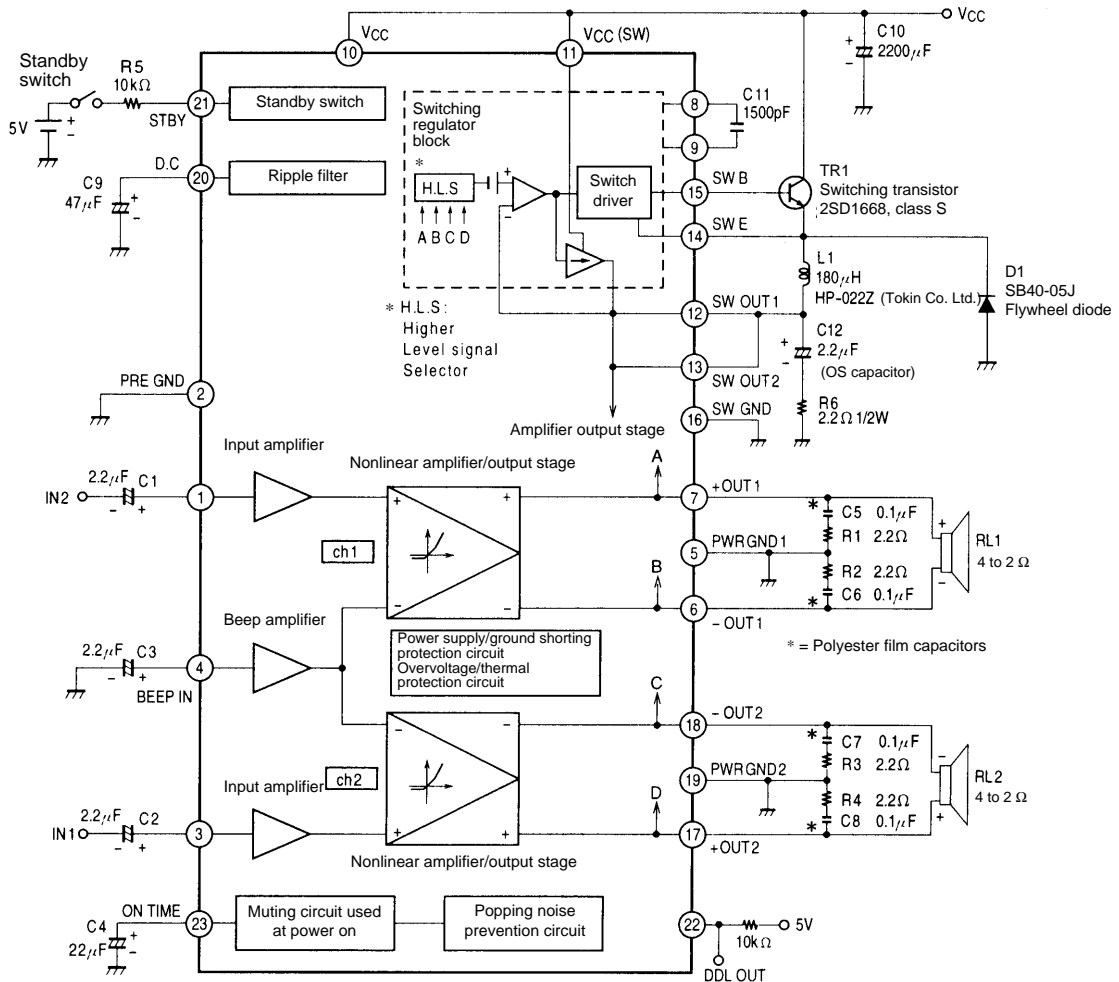 VCC
10
VCC
11
VCC (SW)
C10
+
2200µF
Standby
switch
R5
10kΩ
5V
+
−
21
STBY
Standby switch
D.C
20
C9
47µF
+
−
Ripple filter
Switching
regulator
block
*
H.L.S
A B C D
+
−
Switch
driver
8
9
C11
1500pF
15
SW B
14
SW E
TR1
Switching transistor
2SD1668, class S
L1
180µH
HP-022Z (Tokin Co. Ltd.)
D1
SB40-05J
Flywheel diode
* H.L.S:
Higher
Level signal
Selector
12
SW OUT1
13
SW OUT2
C12
+
−
2.2µF
(OS capacitor)
R6
2.2Ω 1/2W
16
SW GND
Amplifier output stage
PRE GND
2
Input amplifier
Nonlinear amplifier/output stage
IN2
2.2µF
C1
−
+
1
ch1
+
−
+
−
A
7
+OUT1
5
PWR GND1
B
6
−OUT1
*
C5 0.1µF
R1 2.2Ω
R2 2.2Ω
*
C6 0.1µF
+
−
RL1
4 to 2 Ω
* = Polyester film capacitors
Beep amplifier
2.2µF
C3
−
+
4
BEEP IN
Power supply/ground shorting
protection circuit
Overvoltage/thermal
protection circuit
C
18
−OUT2
19
PWR GND2
D
17
+OUT2
*
C7 0.1µF
R3 2.2Ω
R4 2.2Ω
*
C8 0.1µF
−
+
RL2
4 to 2 Ω
Input amplifier
ch2
−
+
−
+
IN1
2.2µF
C2
−
+
3
Nonlinear amplifier/output stage
ON TIME
23
C4
22µF
+
−
Muting circuit used
at power on
Popping noise
prevention circuit
22
10kΩ
5V
DDL OUT